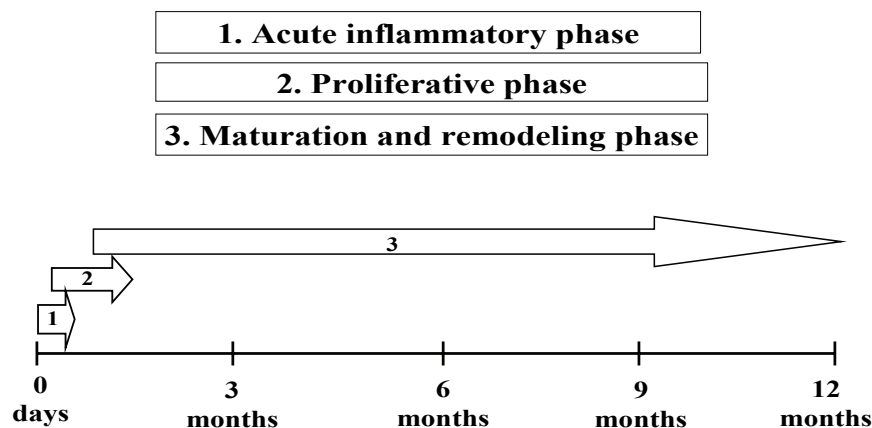 1. Acute inflammatory phase
2. Proliferative phase
3. Maturation and remodeling phase
3
2
1
0 3 6 9 12
days months months months months